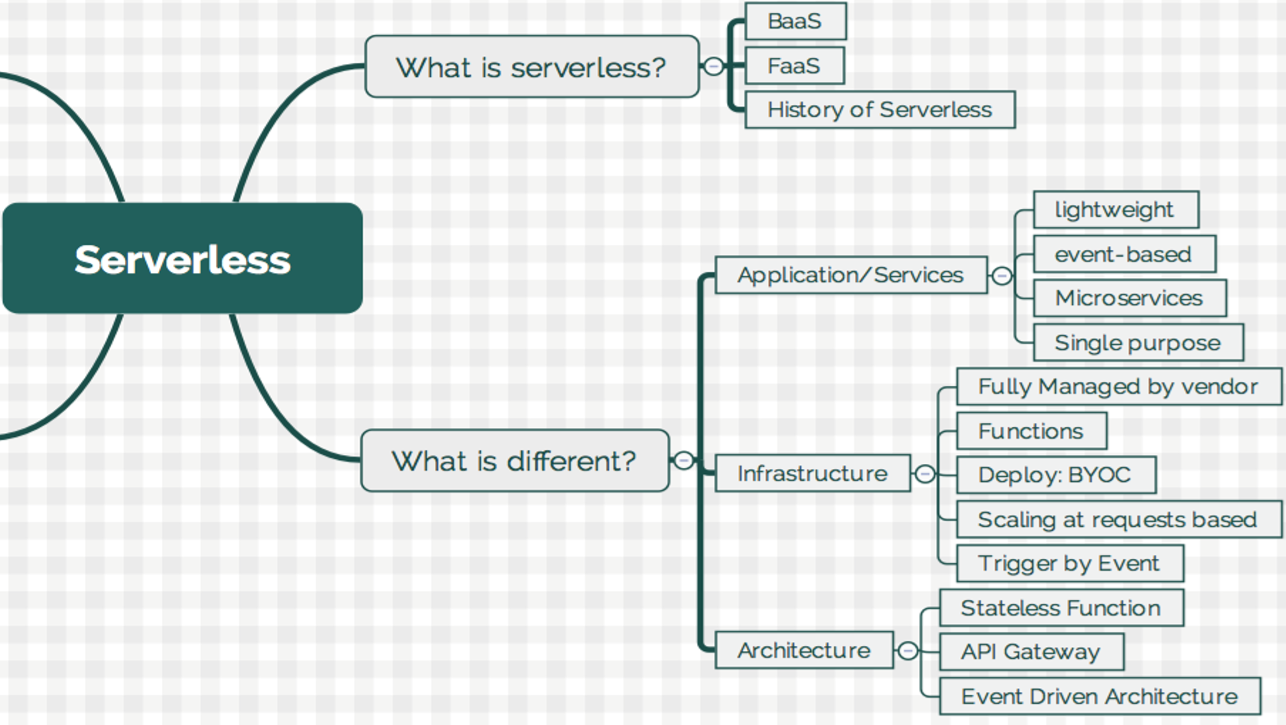 Serverless
What is serverless?
BaaS
FaaS
History of Serverless
What is different?
Application/Services
lightweight
event-based
Microservices
Single purpose
Infrastructure
Fully Managed by vendor
Functions
Deploy: BYOC
Scaling at requests based
Trigger by Event
Architecture
Stateless Function
API Gateway
Event Driven Architecture